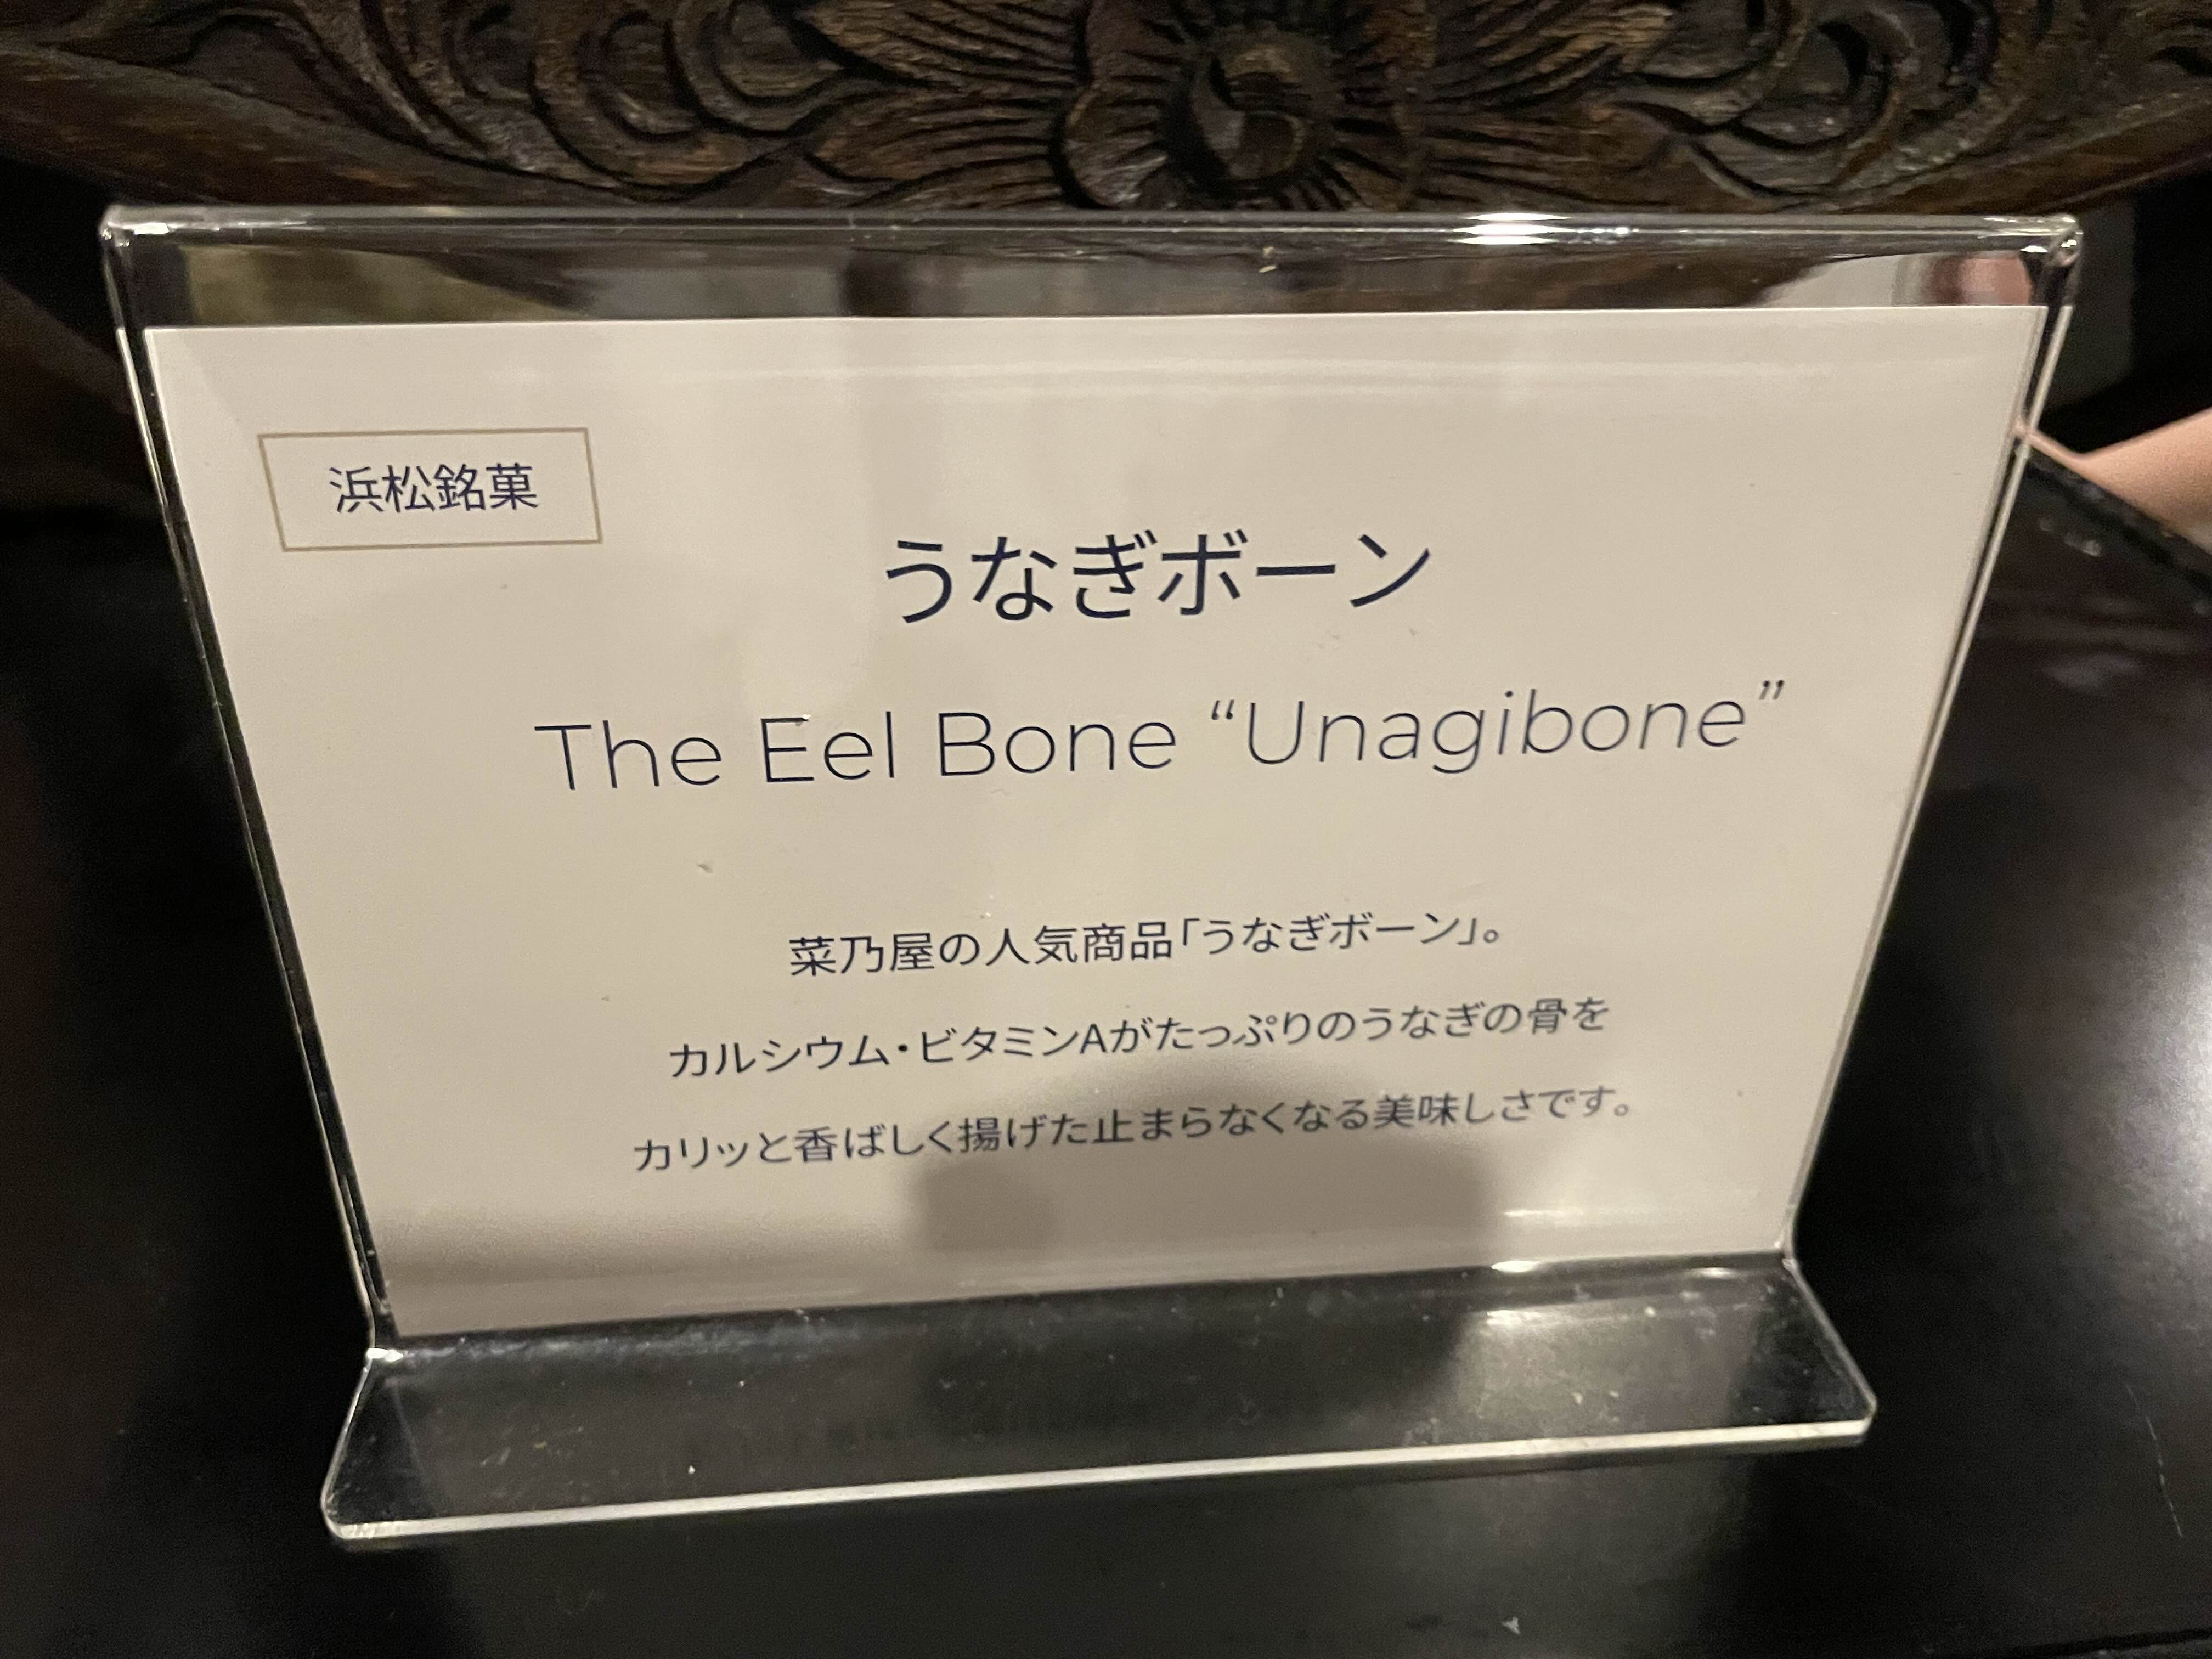 浜松銘菓
うなぎボーン
The Eel Bone “Unagibone”
菜乃屋の人気商品「うなぎボーン」。
カルシウム・ビタミンAがたっぷりのうなぎの骨を
カリッと香ばしく揚げた止まらなくなる美味しさです。